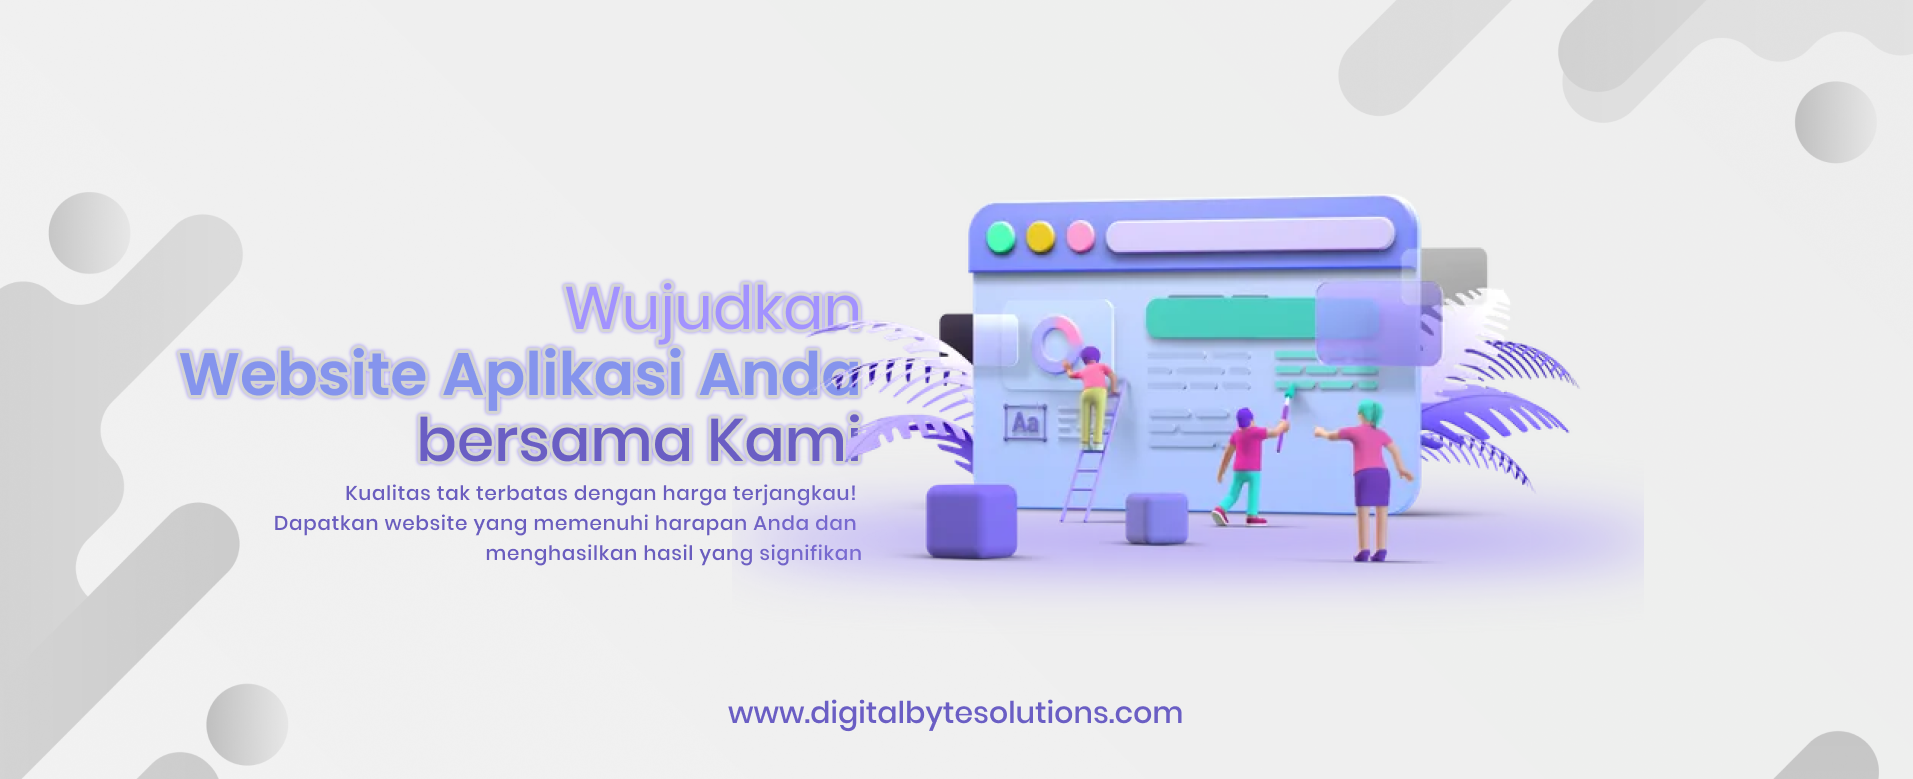 Wujudkan
Website Aplikasi Anda
bersama Kami
Kualitas tak terbatas dengan harga terjangkau!
Dapatkan website yang memenuhi harapan Anda dan
menghasilkan hasil yang signifikan
Aa
www.digitalbytesolutions.com